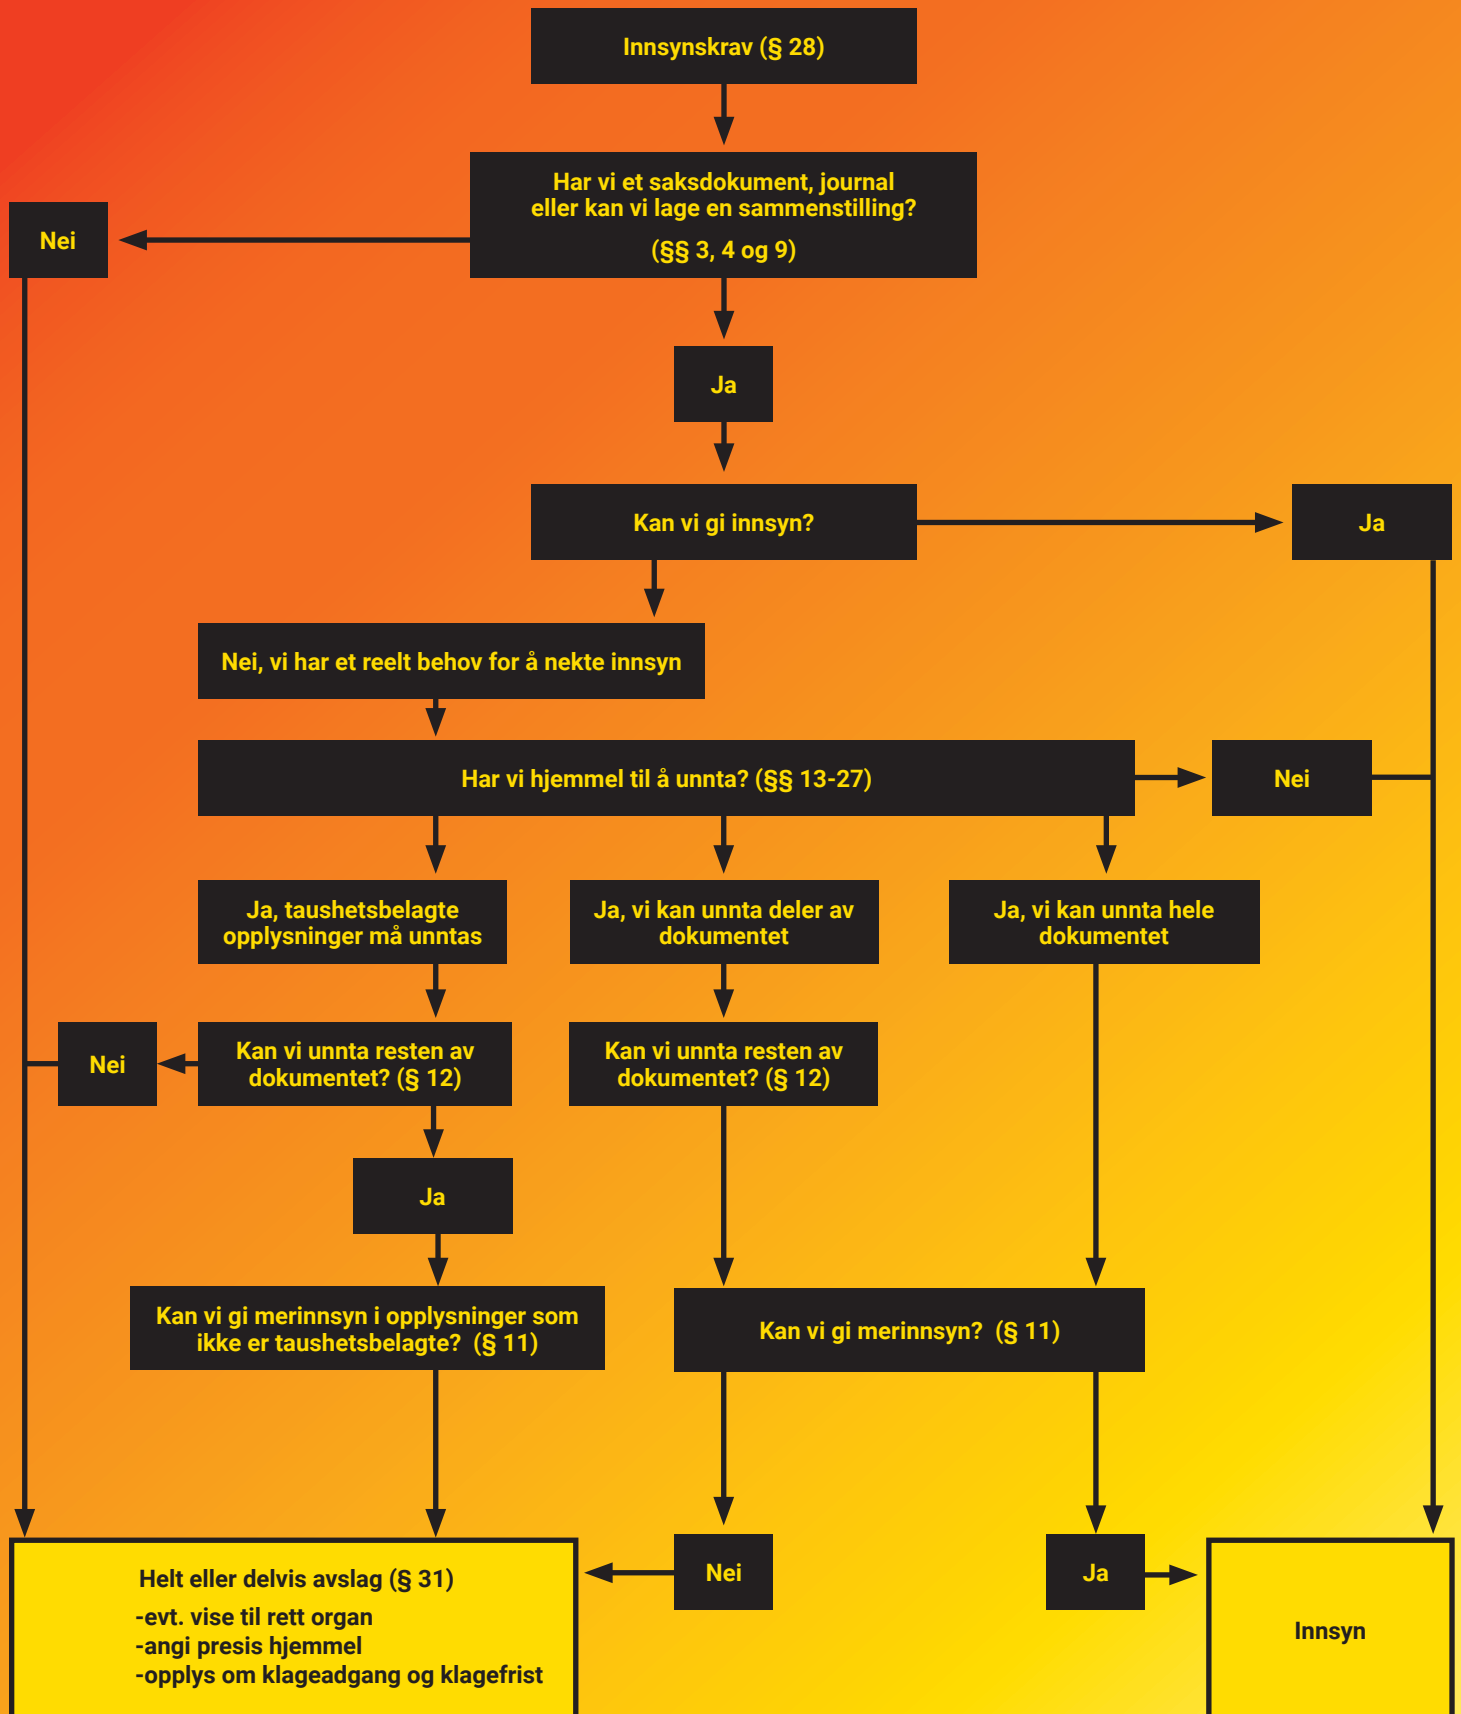 Innsynskrav (§ 28)
Har vi et saksdokument, journal
eller kan vi lage en sammenstilling?
(§§ 3, 4 og 9)
Nei
Ja
Kan vi gi innsyn?
Ja
Nei, vi har et reelt behov for å nekte innsyn
Har vi hjemmel til å unnta? (§§ 13-27)
Nei
Ja, taushetsbelagte
opplysninger må unntas
Ja, vi kan unnta deler av
dokumentet
Ja, vi kan unnta hele
dokumentet
Nei
Kan vi unnta resten av
dokumentet? (§ 12)
Kan vi unnta resten av
dokumentet? (§ 12)
Ja
Kan vi gi merinnsyn i opplysninger som
ikke er taushetsbelagte? (§ 11)
Kan vi gi merinnsyn? (§ 11)
Nei
Ja
Helt eller delvis avslag (§ 31)
-evt. vise til rett organ
-angi presis hjemmel
-opplys om klageadgang og klagefrist
Innsyn